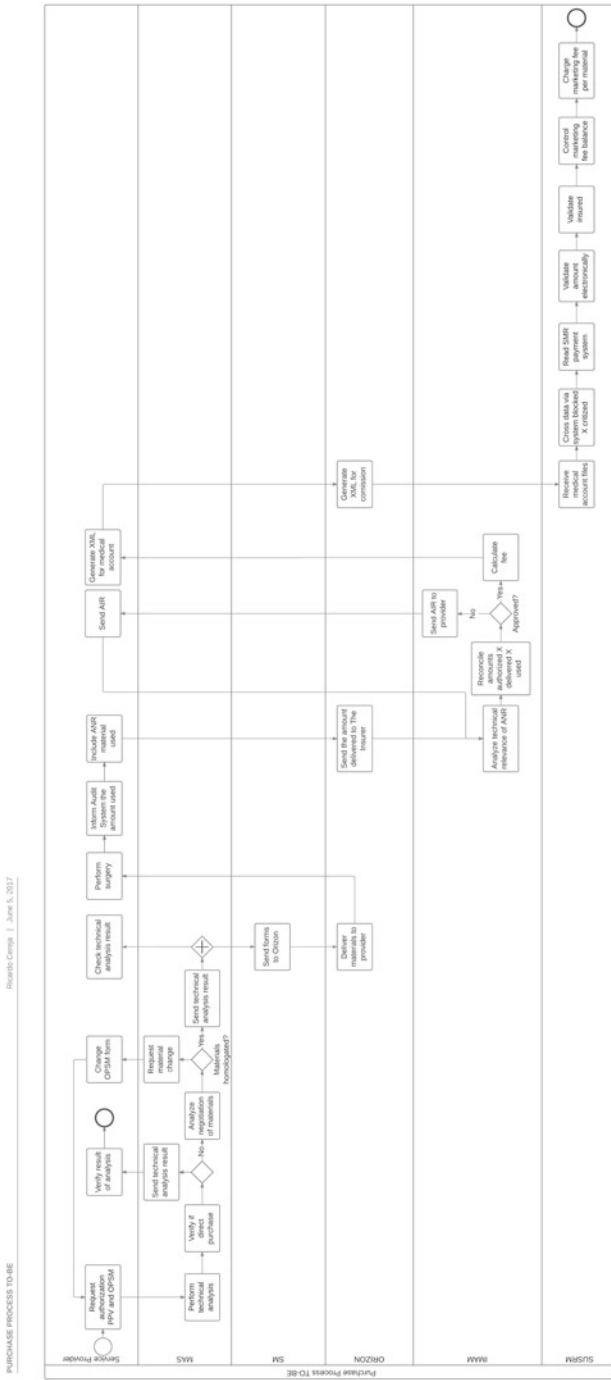 PURCHASE PROCESS TO-BE
Ricardo Cereja | June 5, 2017
Purchase Process TO-BE
Service Provider
Request
authorization
PPV and OPSM
Verify result
of analysis
Change
OPSM form
Check technical
analysis result
Perform
surgery
Inform Audit
System the
amount used
Include ANR
material
used
Send AIR
Generate XML
for medical
account
MAS
Perform
technical
analysis
Verify if
direct
purchase
Send technical
analysis result
No
Analyze
negotiation
of materials
Request
material
change
Materials
homologated?
Yes
Send technical
analysis result
SM
Send forms
to Orizon
ORIZON
Deliver
materials to
provider
Send the amount
delivered to The
Insurer
Generate
XML for
comission
IMAM
Analyze technical
relevance of ANR
Reconcile
amounts
authorized X
delivered X
used
Send AIR to
provider
No
Approved?
Yes
Calculate
fee
SUSRM
Receive
medical
account files
Cross data via
system blocked
X critized
Read SMR
payment
system
Validate
amount
electronically
Validate
insured
Control
marketing
fee balance
Charge
marketing fee
per material